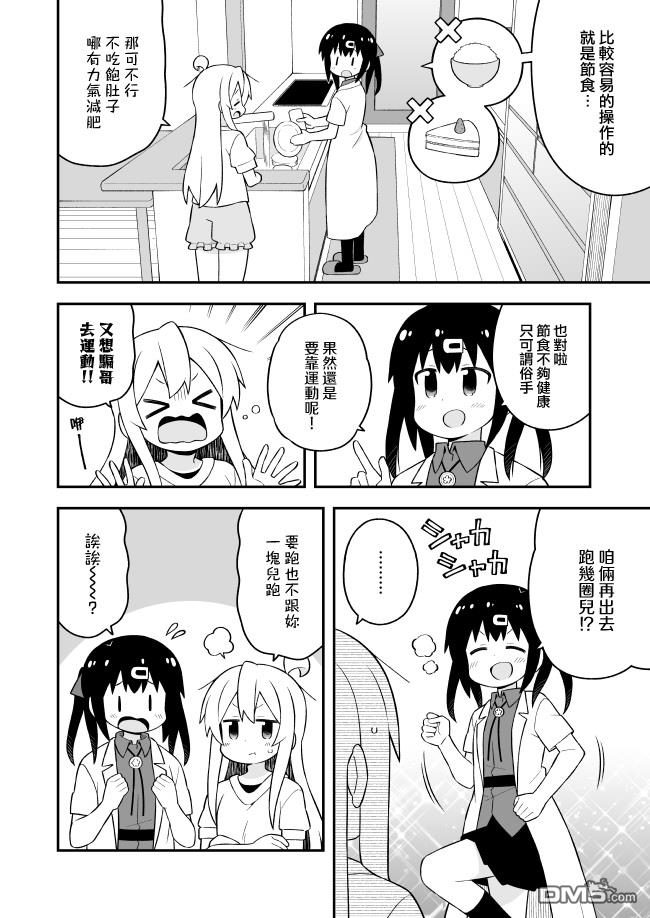 比較容易的操作的
就是節食…
那可不行
不吃飽肚子
哪有力氣減肥
也對啦
節食不夠健康
只可謂俗手
果然還是
要靠運動呢！
又想騙哥
去運動!!
咿——
咱倆再出去
跑幾圈兒!?
シャカ
シャカ
………
要跑也不跟妳
一塊兒跑
誒誒~~~?
DM5.com